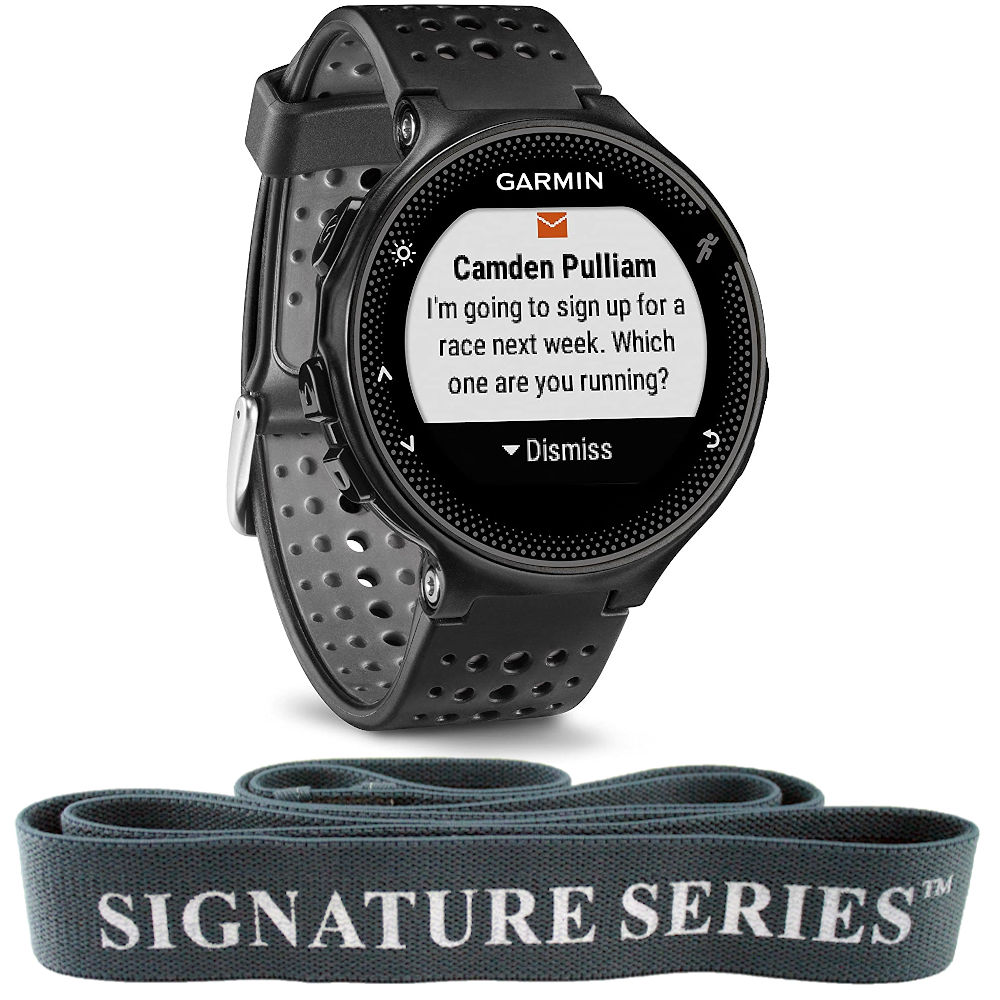 GARMIN
Camden Pulliam
I'm going to sign up for a
race next week. Which
one are you running?
Dismiss
SIGNATURE SERIES™